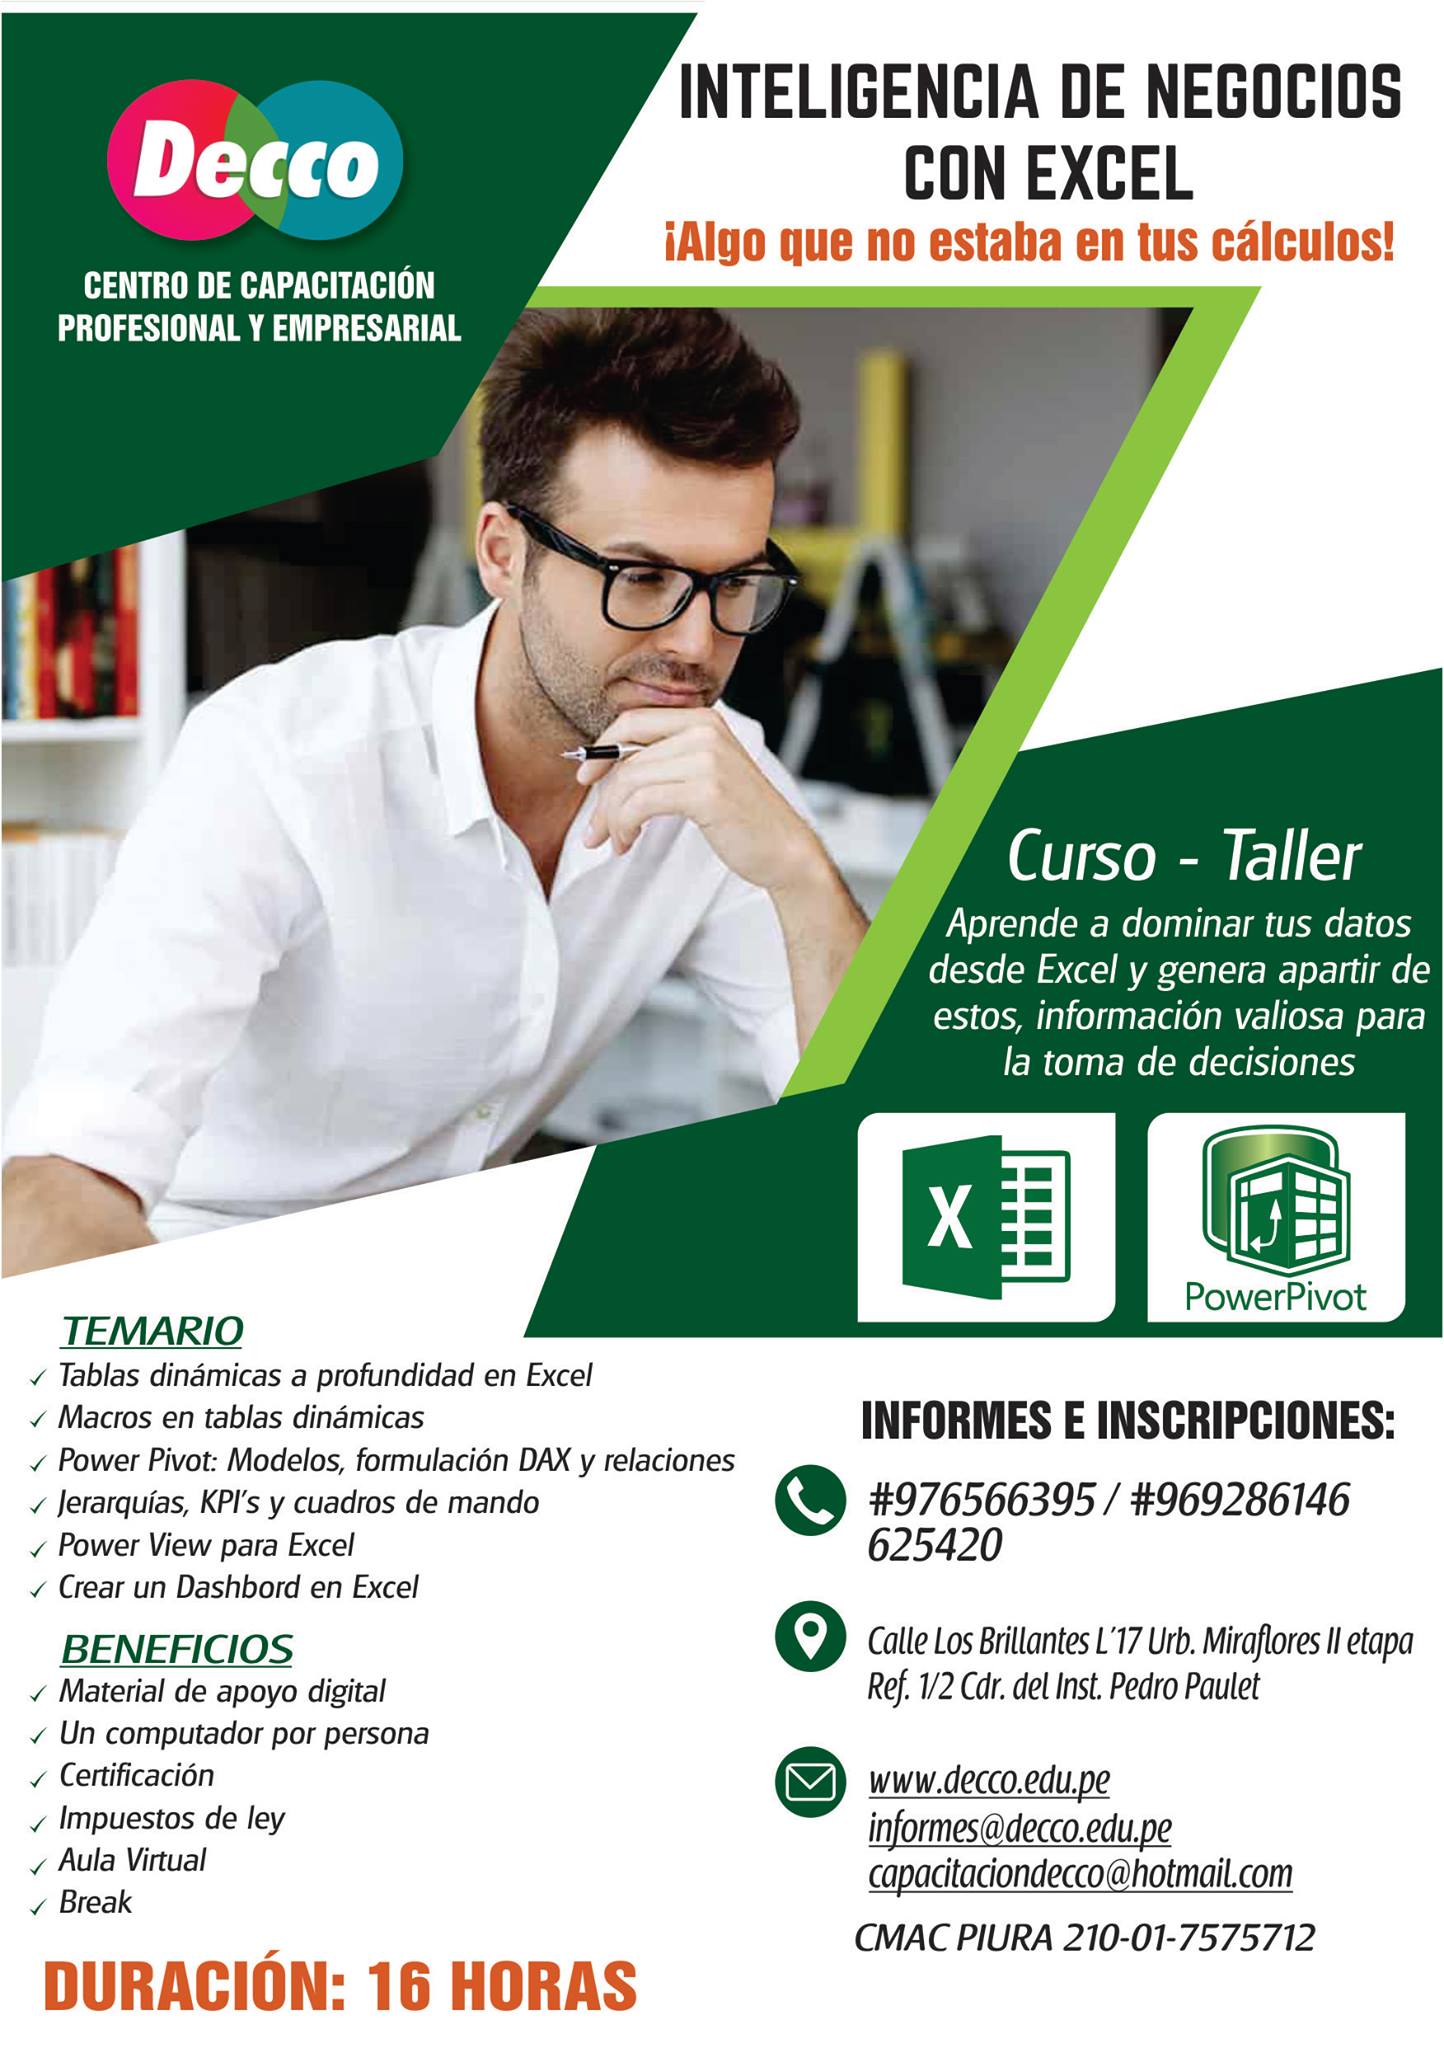 Decco
CENTRO DE CAPACITACIÓN
PROFESIONAL Y EMPRESARIAL
INTELIGENCIA DE NEGOCIOS
CON EXCEL
¡Algo que no estaba en tus cálculos!
Curso - Taller
Aprende a dominar tus datos
desde Excel y genera apartir de
estos, información valiosa para
la toma de decisiones
X
PowerPivot
TEMARIO
✓ Tablas dinámicas a profundidad en Excel
✓ Macros en tablas dinámicas
✓ Power Pivot: Modelos, formulación DAX y relaciones
✓ Jerarquías, KPI's y cuadros de mando
✓ Power View para Excel
✓ Crear un Dashbord en Excel
BENEFICIOS
✓ Material de apoyo digital
✓ Un computador por persona
✓ Certificación
✓ Impuestos de ley
✓ Aula Virtual
✓ Break
DURACIÓN: 16 HORAS
INFORMES E INSCRIPCIONES:
#976566395 / #969286146
625420
Calle Los Brillantes L´17 Urb. Miraflores II etapa
Ref. 1/2 Cdr. del Inst. Pedro Paulet
www.decco.edu.pe
informes@decco.edu.pe
capacitaciondecco@hotmail.com
CMAC PIURA 210-01-7575712